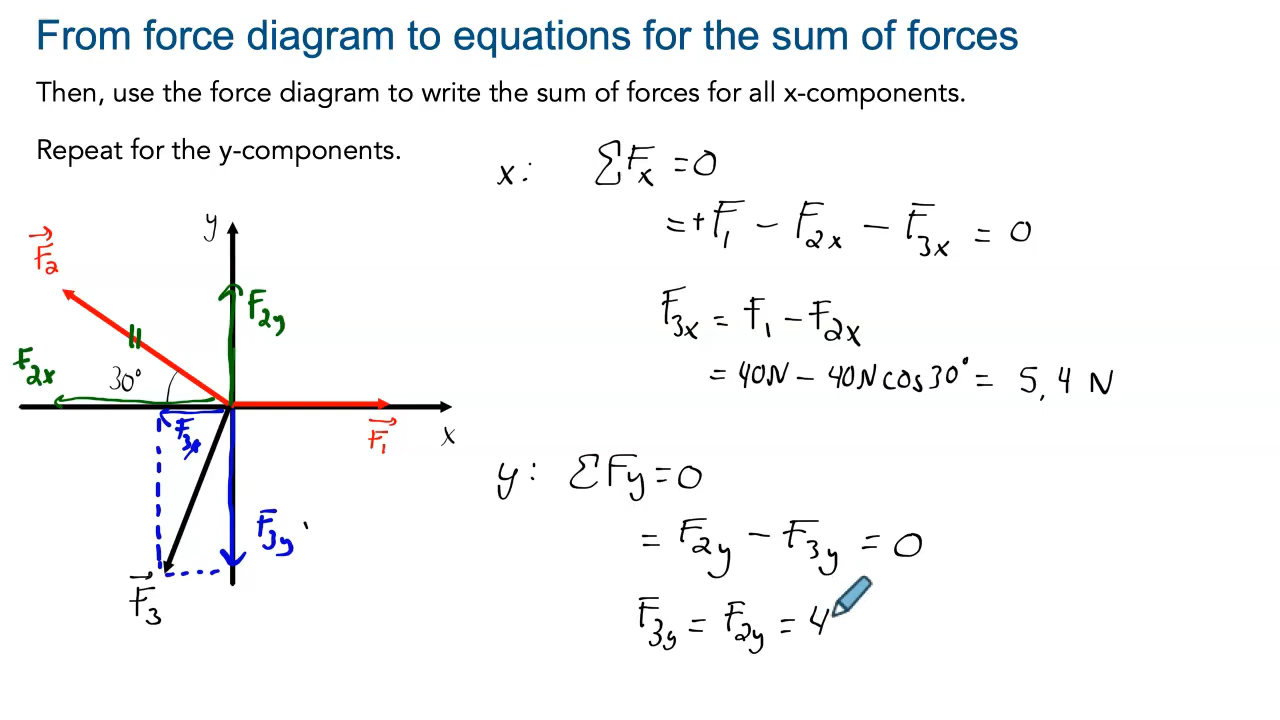 From force diagram to equations for the sum of forces
Then, use the force diagram to write the sum of forces for all x-components.
Repeat for the y-components.
x: ΣFₓ = 0
= +F₁ − F₂ₓ − F₃ₓ = 0
F₃ₓ = F₁ − F₂ₓ
= 40N − 40N cos30° = 5,4 N
y: ΣFy = 0
= F₂y − F₃y = 0
F₃y = F₂y = 4
y
F⃗₂
F₂y
F₂ₓ
30°
F₃ₓ
F⃗₁
x
F₃y
F⃗₃